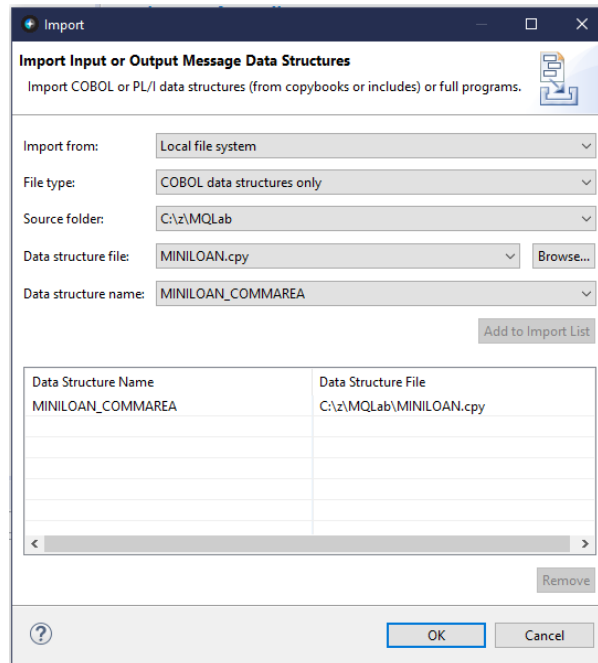 Import
Import Input or Output Message Data Structures
Import COBOL or PL/I data structures (from copybooks or includes) or full programs.
Import from: Local file system
File type: COBOL data structures only
Source folder: C:\z\MQLab
Data structure file: MINILOAN.cpy Browse...
Data structure name: MINILOAN_COMMAREA
Add to Import List
Data Structure Name Data Structure File
MINILOAN_COMMAREA C:\z\MQLab\MINILOAN.cpy
Remove
? OK Cancel